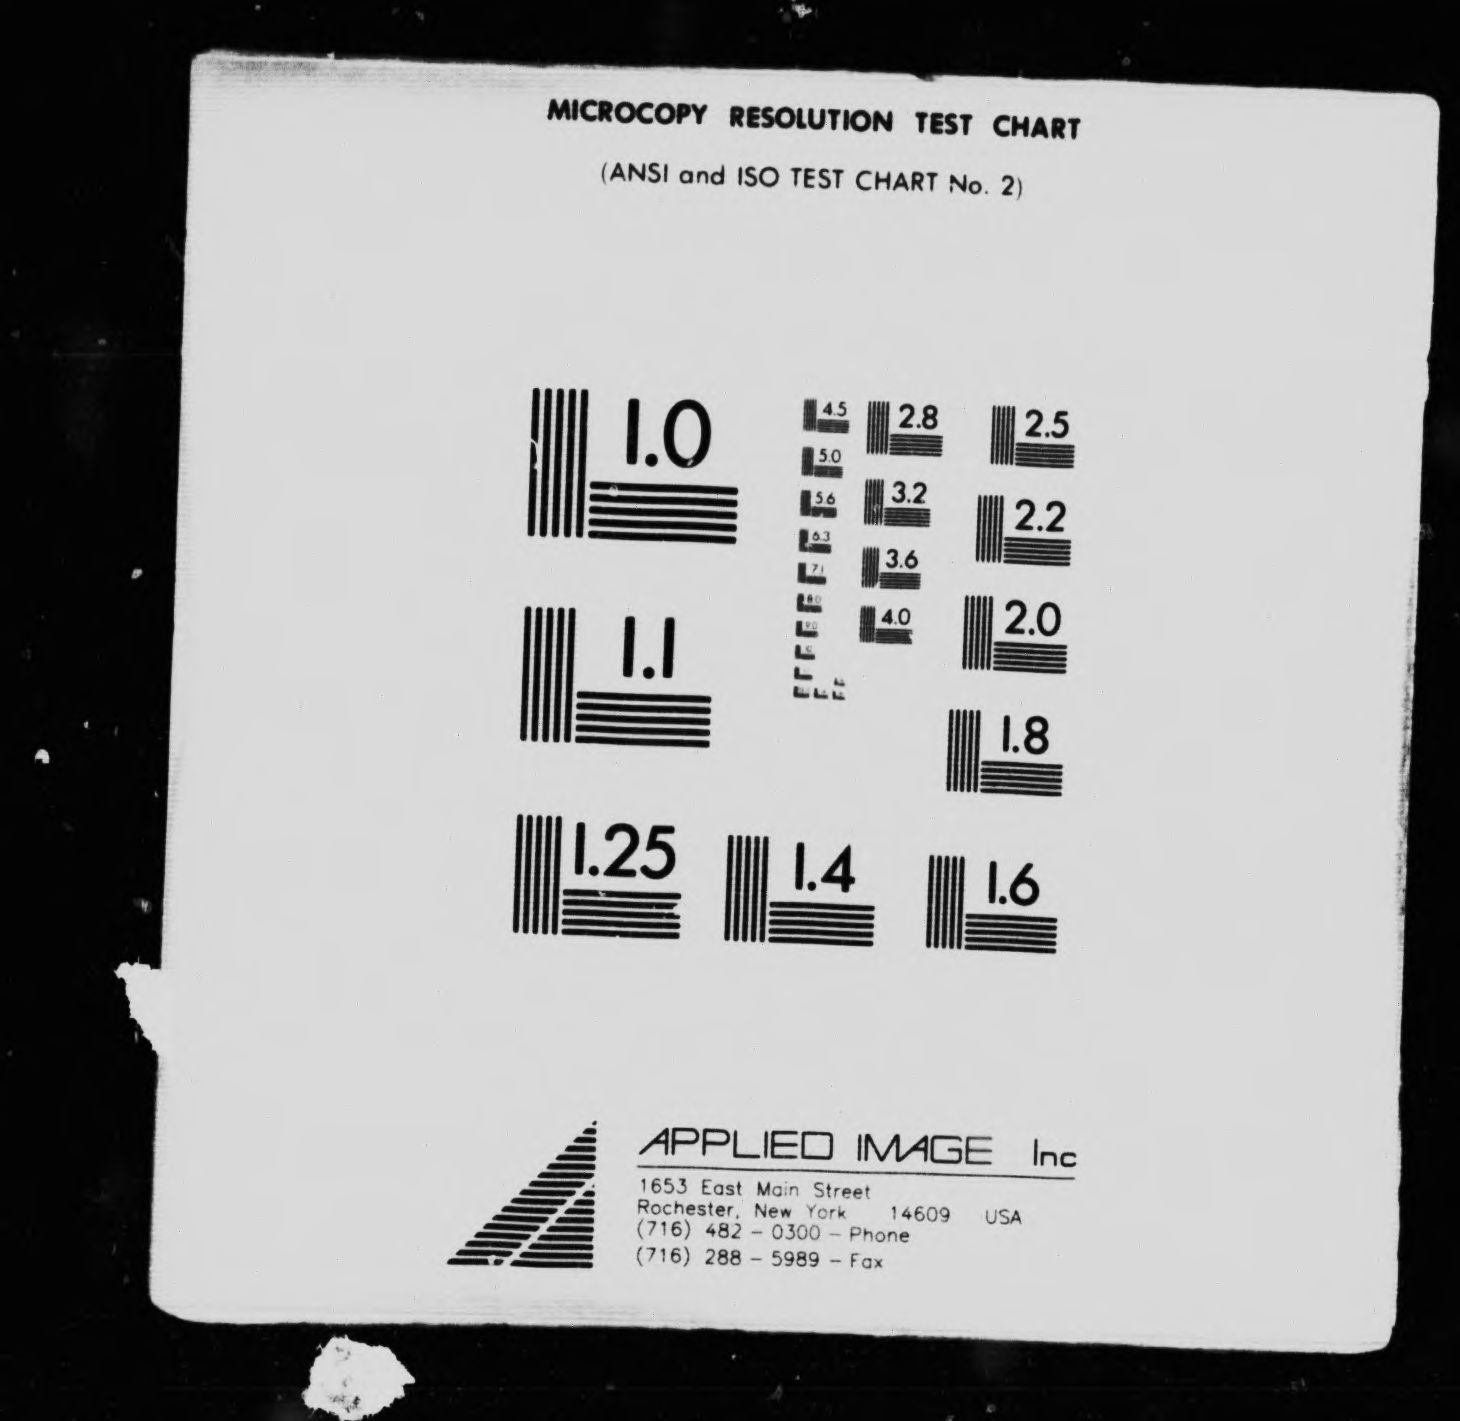 MICROCOPY RESOLUTION TEST CHART
(ANSI and ISO TEST CHART No. 2)
1.0
1.1
1.25
1.4
1.6
1.8
2.0
2.2
2.5
2.8
3.2
3.6
4.0
4.5
5.0
5.6
6.3
7.1
8.0
9.0
APPLIED IMAGE Inc
1653 East Main Street
Rochester, New York 14609 USA
(716) 482 - 0300 - Phone
(716) 288 - 5989 - Fax